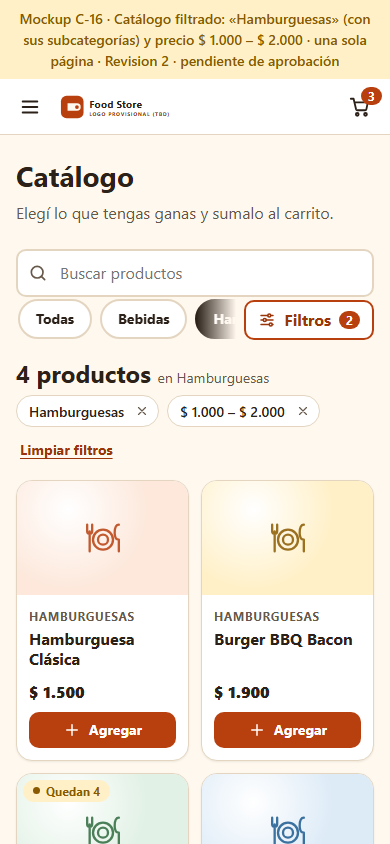 Mockup C-16 · Catálogo filtrado: «Hamburguesas» (con
sus subcategorías) y precio $ 1.000 – $ 2.000 · una sola
página · Revision 2 · pendiente de aprobación
Food Store
LOGO PROVISIONAL (TBD)
3
Catálogo
Elegí lo que tengas ganas y sumalo al carrito.
Buscar productos
Todas
Bebidas
Filtros 2
4 productos en Hamburguesas
Hamburguesas ×
$ 1.000 – $ 2.000 ×
Limpiar filtros
HAMBURGUESAS
Hamburguesa
Clásica
$ 1.500
+ Agregar
HAMBURGUESAS
Burger BBQ Bacon
$ 1.900
+ Agregar
Quedan 4